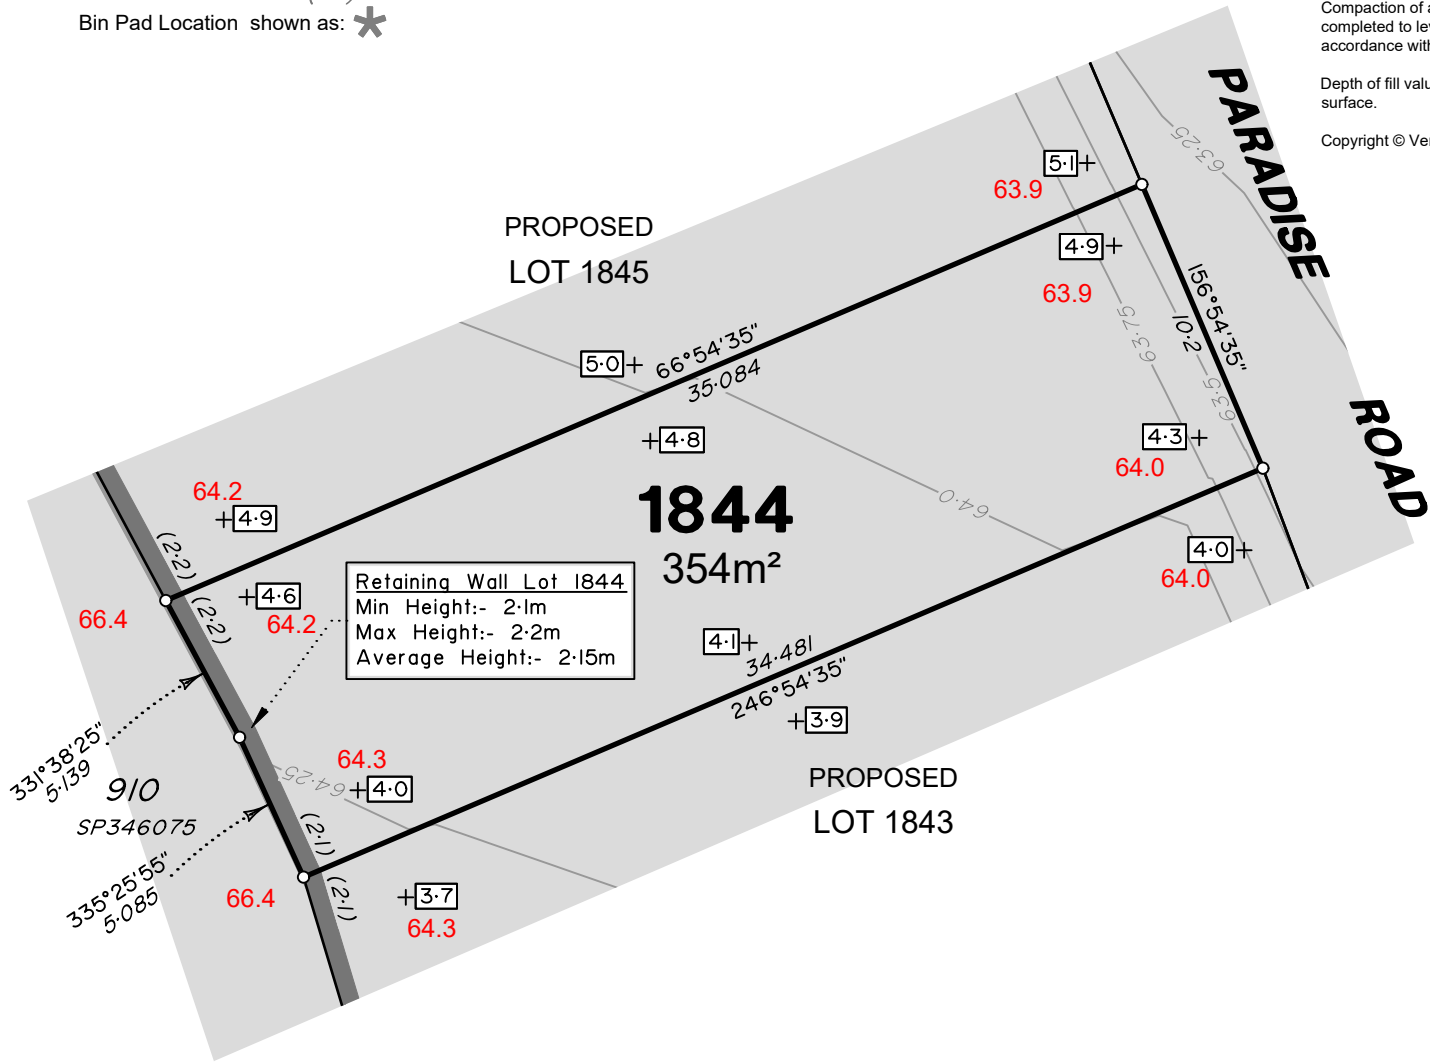 Bin Pad Location shown as:
Compaction of
completed to
accordance
Depth of fill
surface.
Copyright ©
PARADISE
ROAD
63·25
5·1
63.9
PROPOSED
LOT 1845
4·9
63.9
156°54'35"
10·2
63·75
63·5
5·0
66°54'35"
35·084
4·8
4·3
64.0
64·0
64.2
4·9
1844
354m²
4·0
64.0
(2·2)
(2·2)
66.4
4·6
64.2
Retaining Wall Lot 1844
Min Height:- 2·1m
Max Height:- 2·2m
Average Height:- 2·15m
4·1
34·481
246°54'35"
3·9
331°38'25"
5·139
64.3
64·25
4·0
910
SP346075
PROPOSED
LOT 1843
(2·1)
(2·1)
335°25'55"
5·085
66.4
3·7
64.3